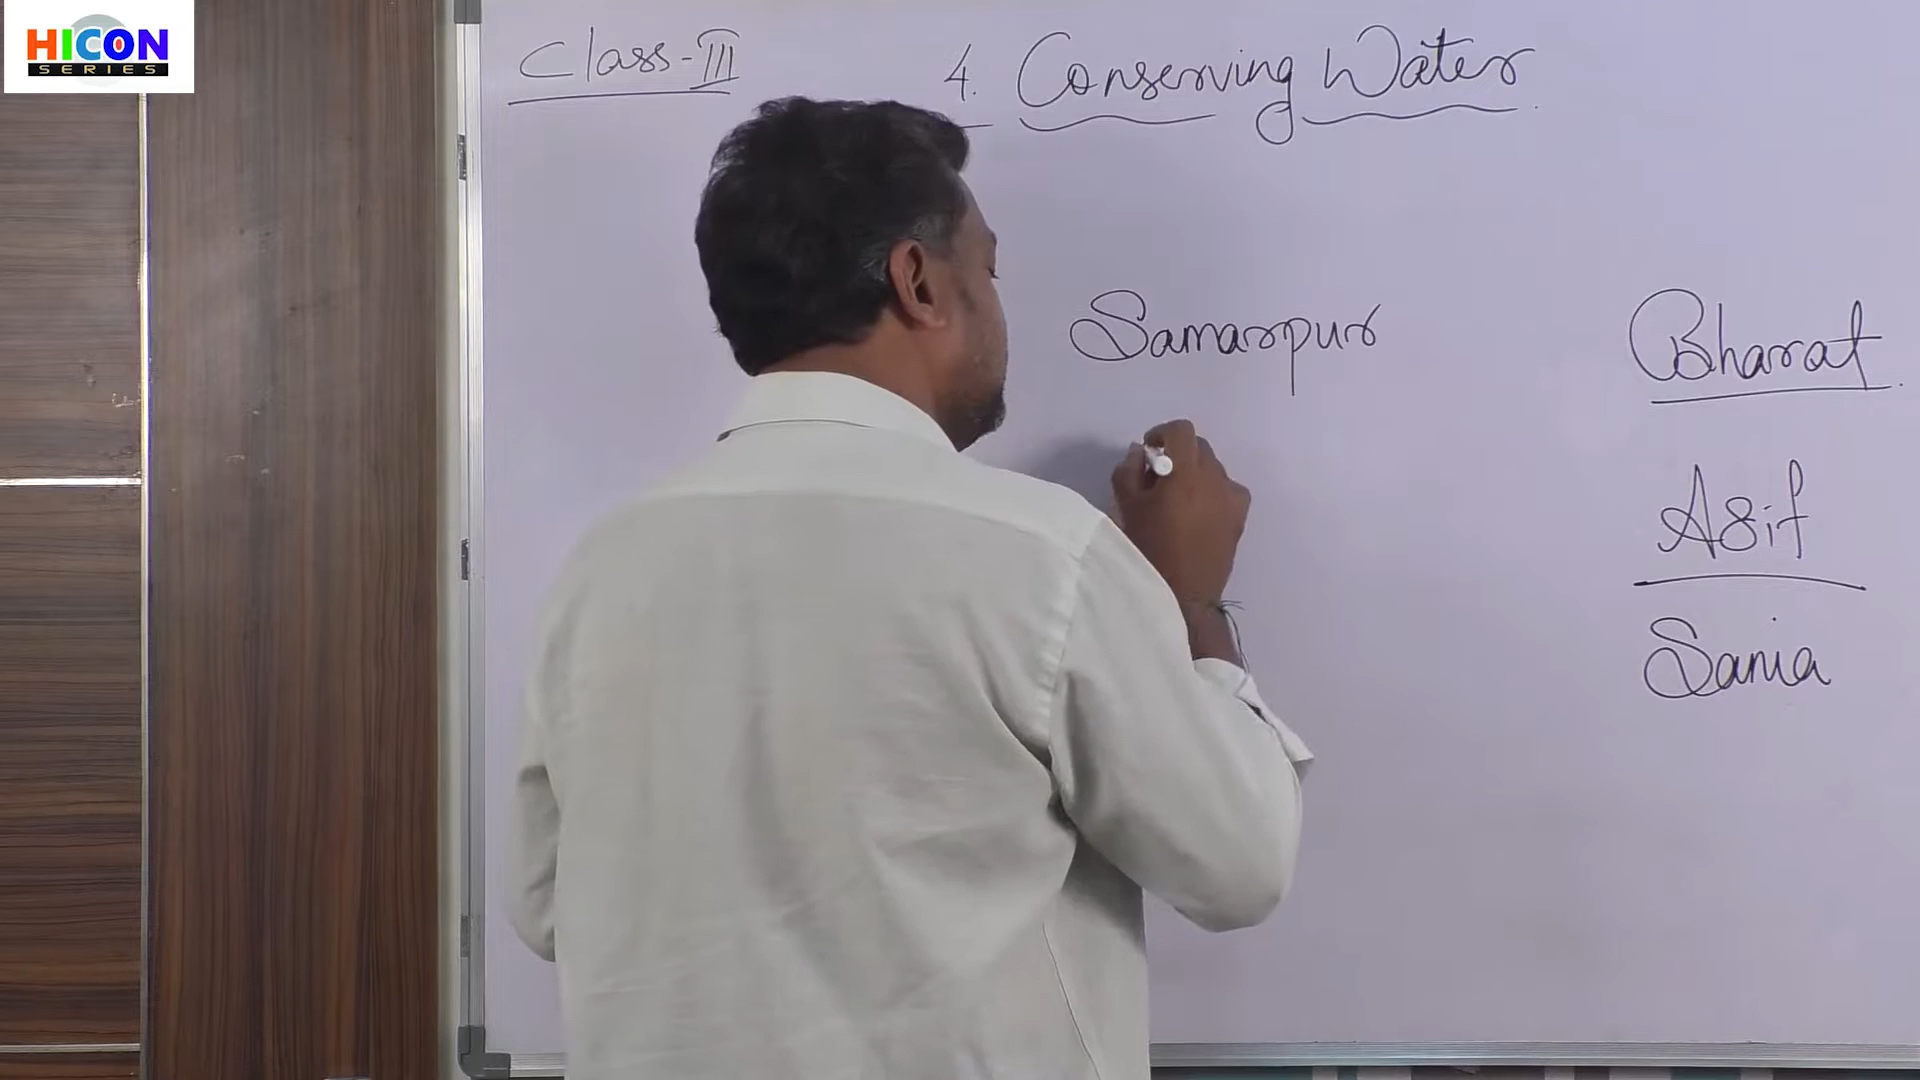 HICON
SERIES
Class-III
4. Conserving Water
Samarpur
Bharat
Asif
Sania